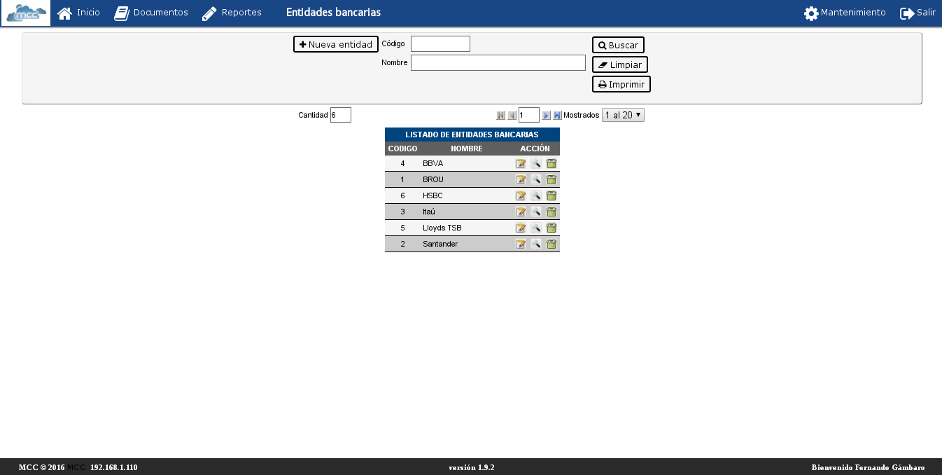 mcc Inicio Documentos Reportes Entidades bancarias Mantenimiento Salir
Nueva entidad Código Buscar
Nombre Limpiar
Imprimir
Cantidad 6 1 Mostrados 1 al 20
LISTADO DE ENTIDADES BANCARIAS
CODIGO NOMBRE ACCIÓN
4 BBVA
1 BROU
6 HSBC
3 Itaú
5 Lloyds TSB
2 Santander
MCC © 2016 MCC 192.168.1.110 versión 1.9.2 Bienvenido Fernando Gámbaro